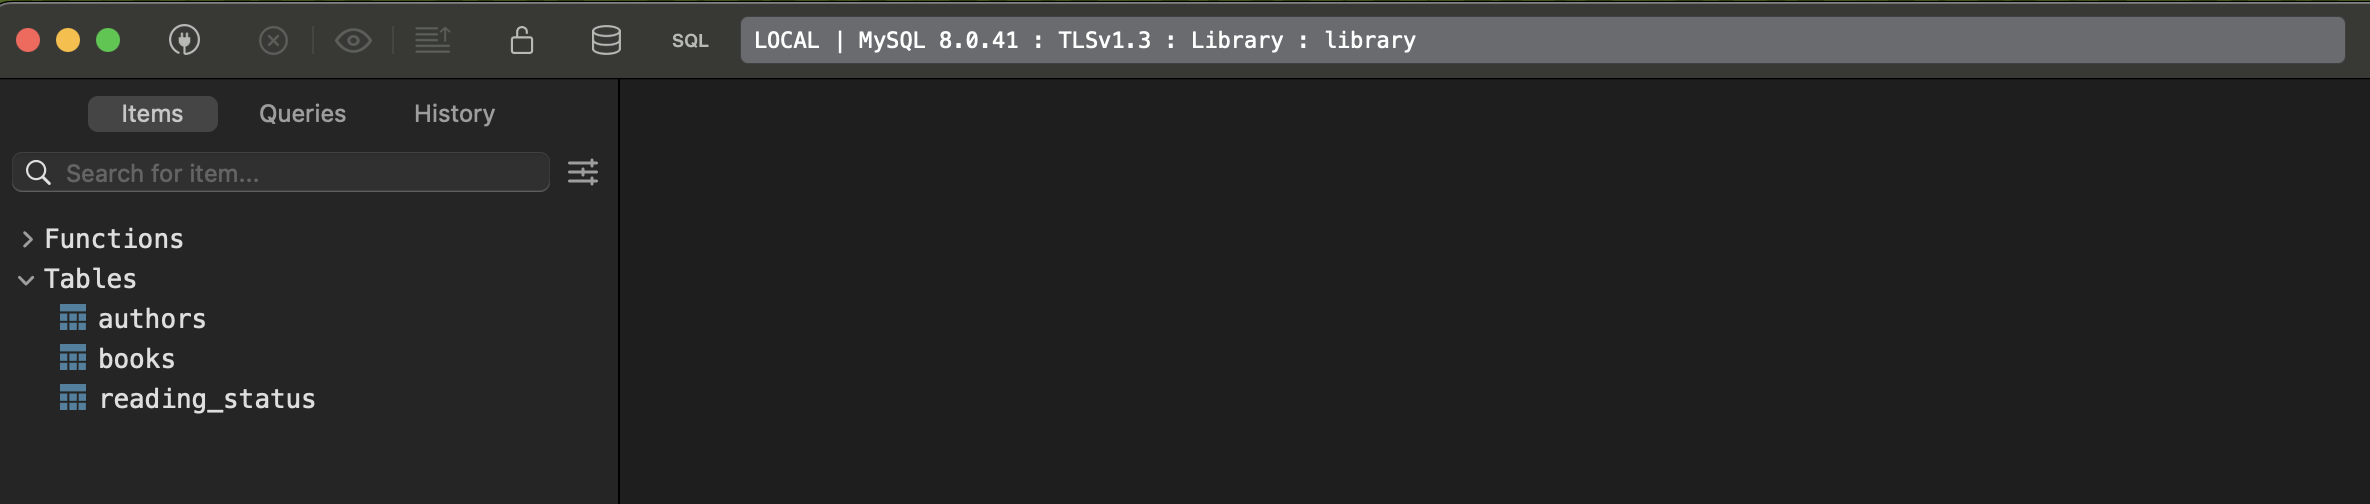 SQL
LOCAL | MySQL 8.0.41 : TLSv1.3 : Library : library
Items Queries History
Search for item...
Functions
Tables
authors
books
reading_status